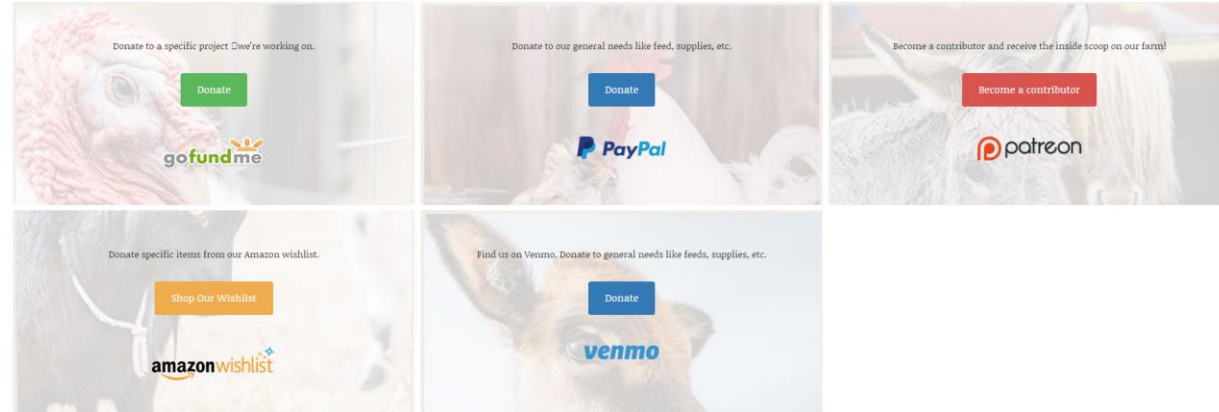 Donate to a specific project we're working on.
Donate
gofundme
Donate to our general needs like feed, supplies, etc.
Donate
PayPal
Become a contributor and receive the inside scoop on our farm!
Become a contributor
patreon
Donate specific items from our Amazon wishlist.
Shop Our Wishlist
amazonwishlist
Find us on Venmo. Donate to general needs like feeds, supplies, etc.
Donate
venmo